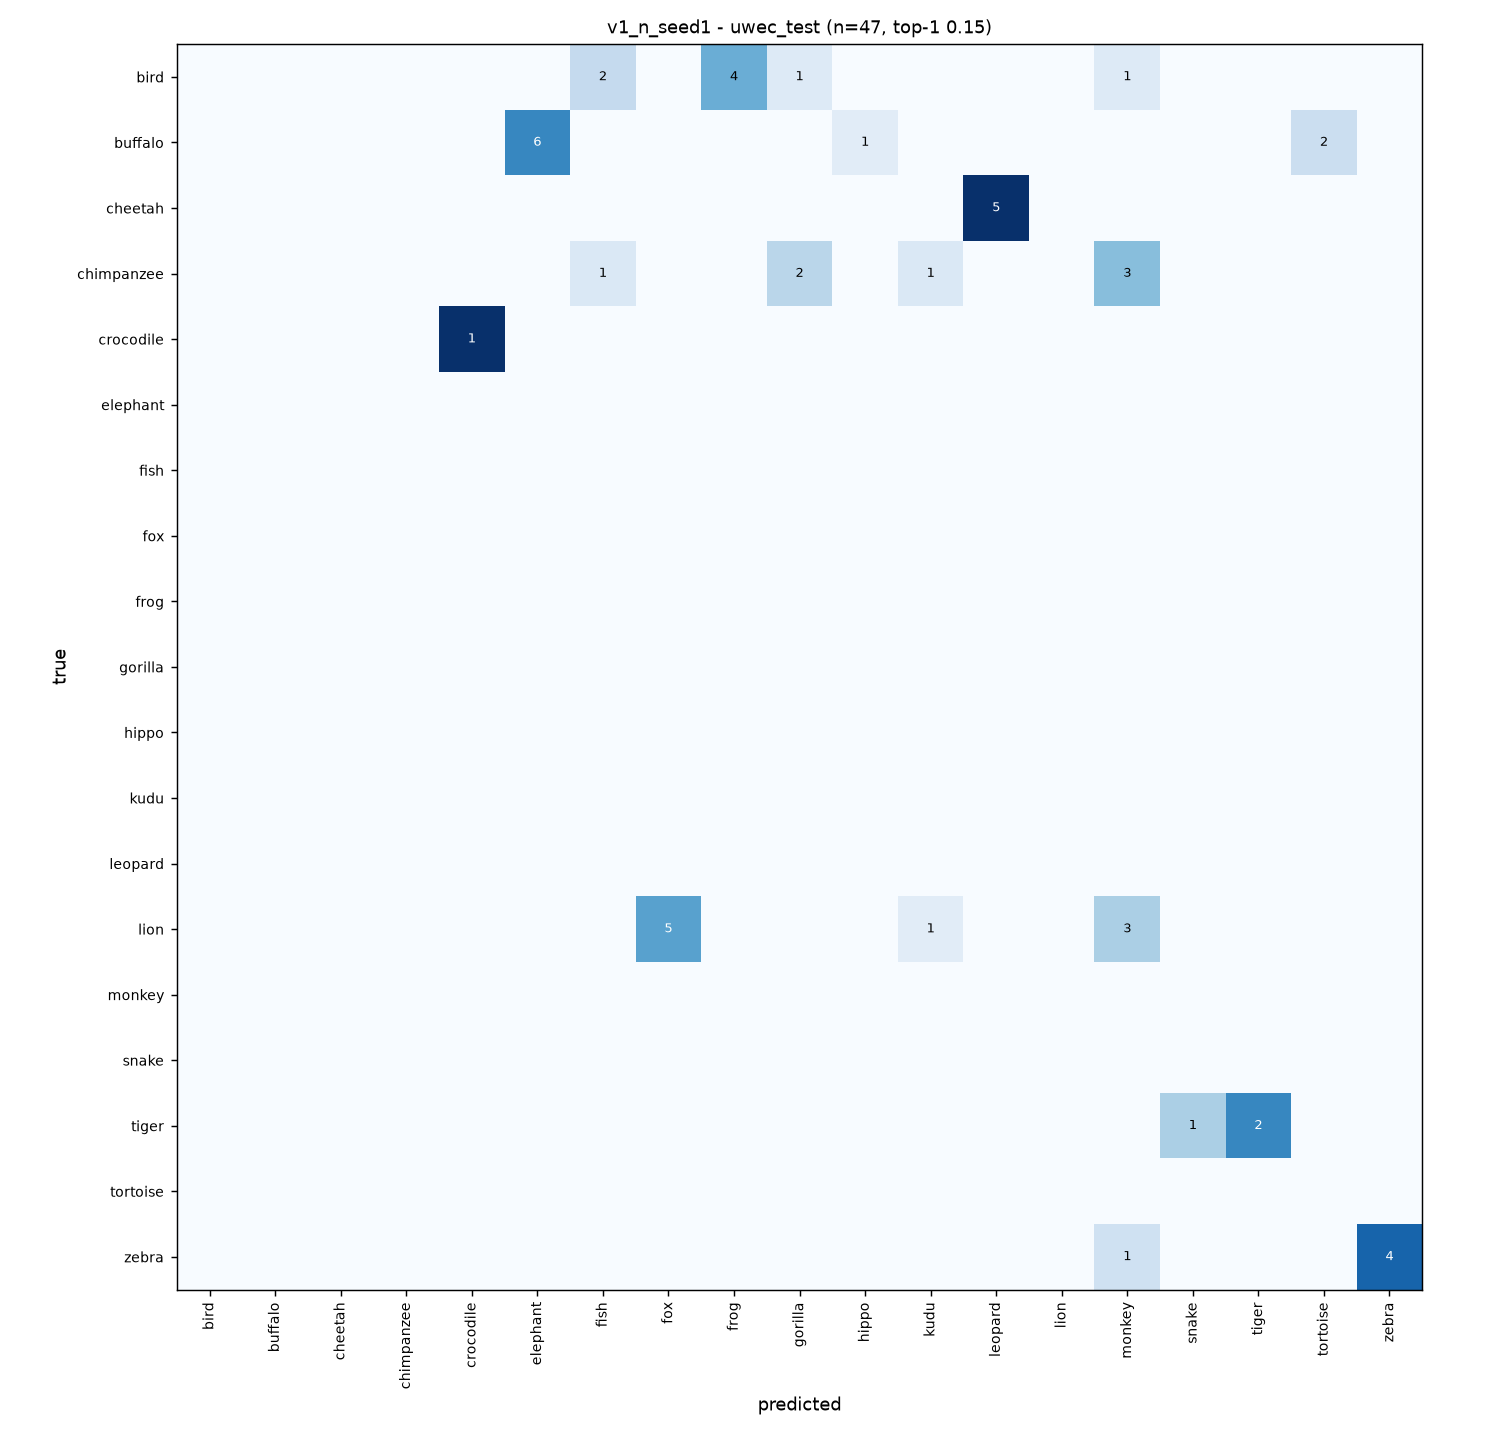 v1_n_seed1 - uwec_test (n=47, top-1 0.15)
bird 2 4 1 1
buffalo 6 1 2
cheetah 5
chimpanzee 1 2 1 3
crocodile 1
elephant
fish
fox
frog
gorilla
hippo
kudu
leopard
lion 5 1 3
monkey
snake
tiger 1 2
tortoise
zebra 1 4
true
bird buffalo cheetah chimpanzee crocodile elephant fish fox frog gorilla hippo kudu leopard lion monkey snake tiger tortoise zebra
predicted